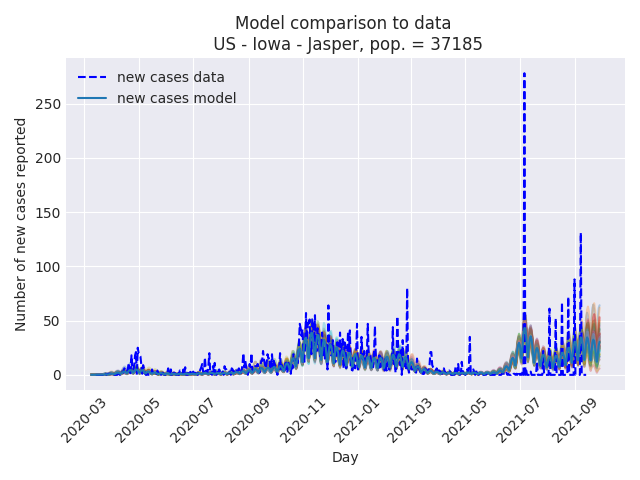 Model comparison to data
US - Iowa - Jasper, pop. = 37185
new cases data
new cases model
Number of new cases reported
250
200
150
100
50
0
2020-03
2020-05
2020-07
2020-09
2020-11
2021-01
2021-03
2021-05
2021-07
2021-09
Day